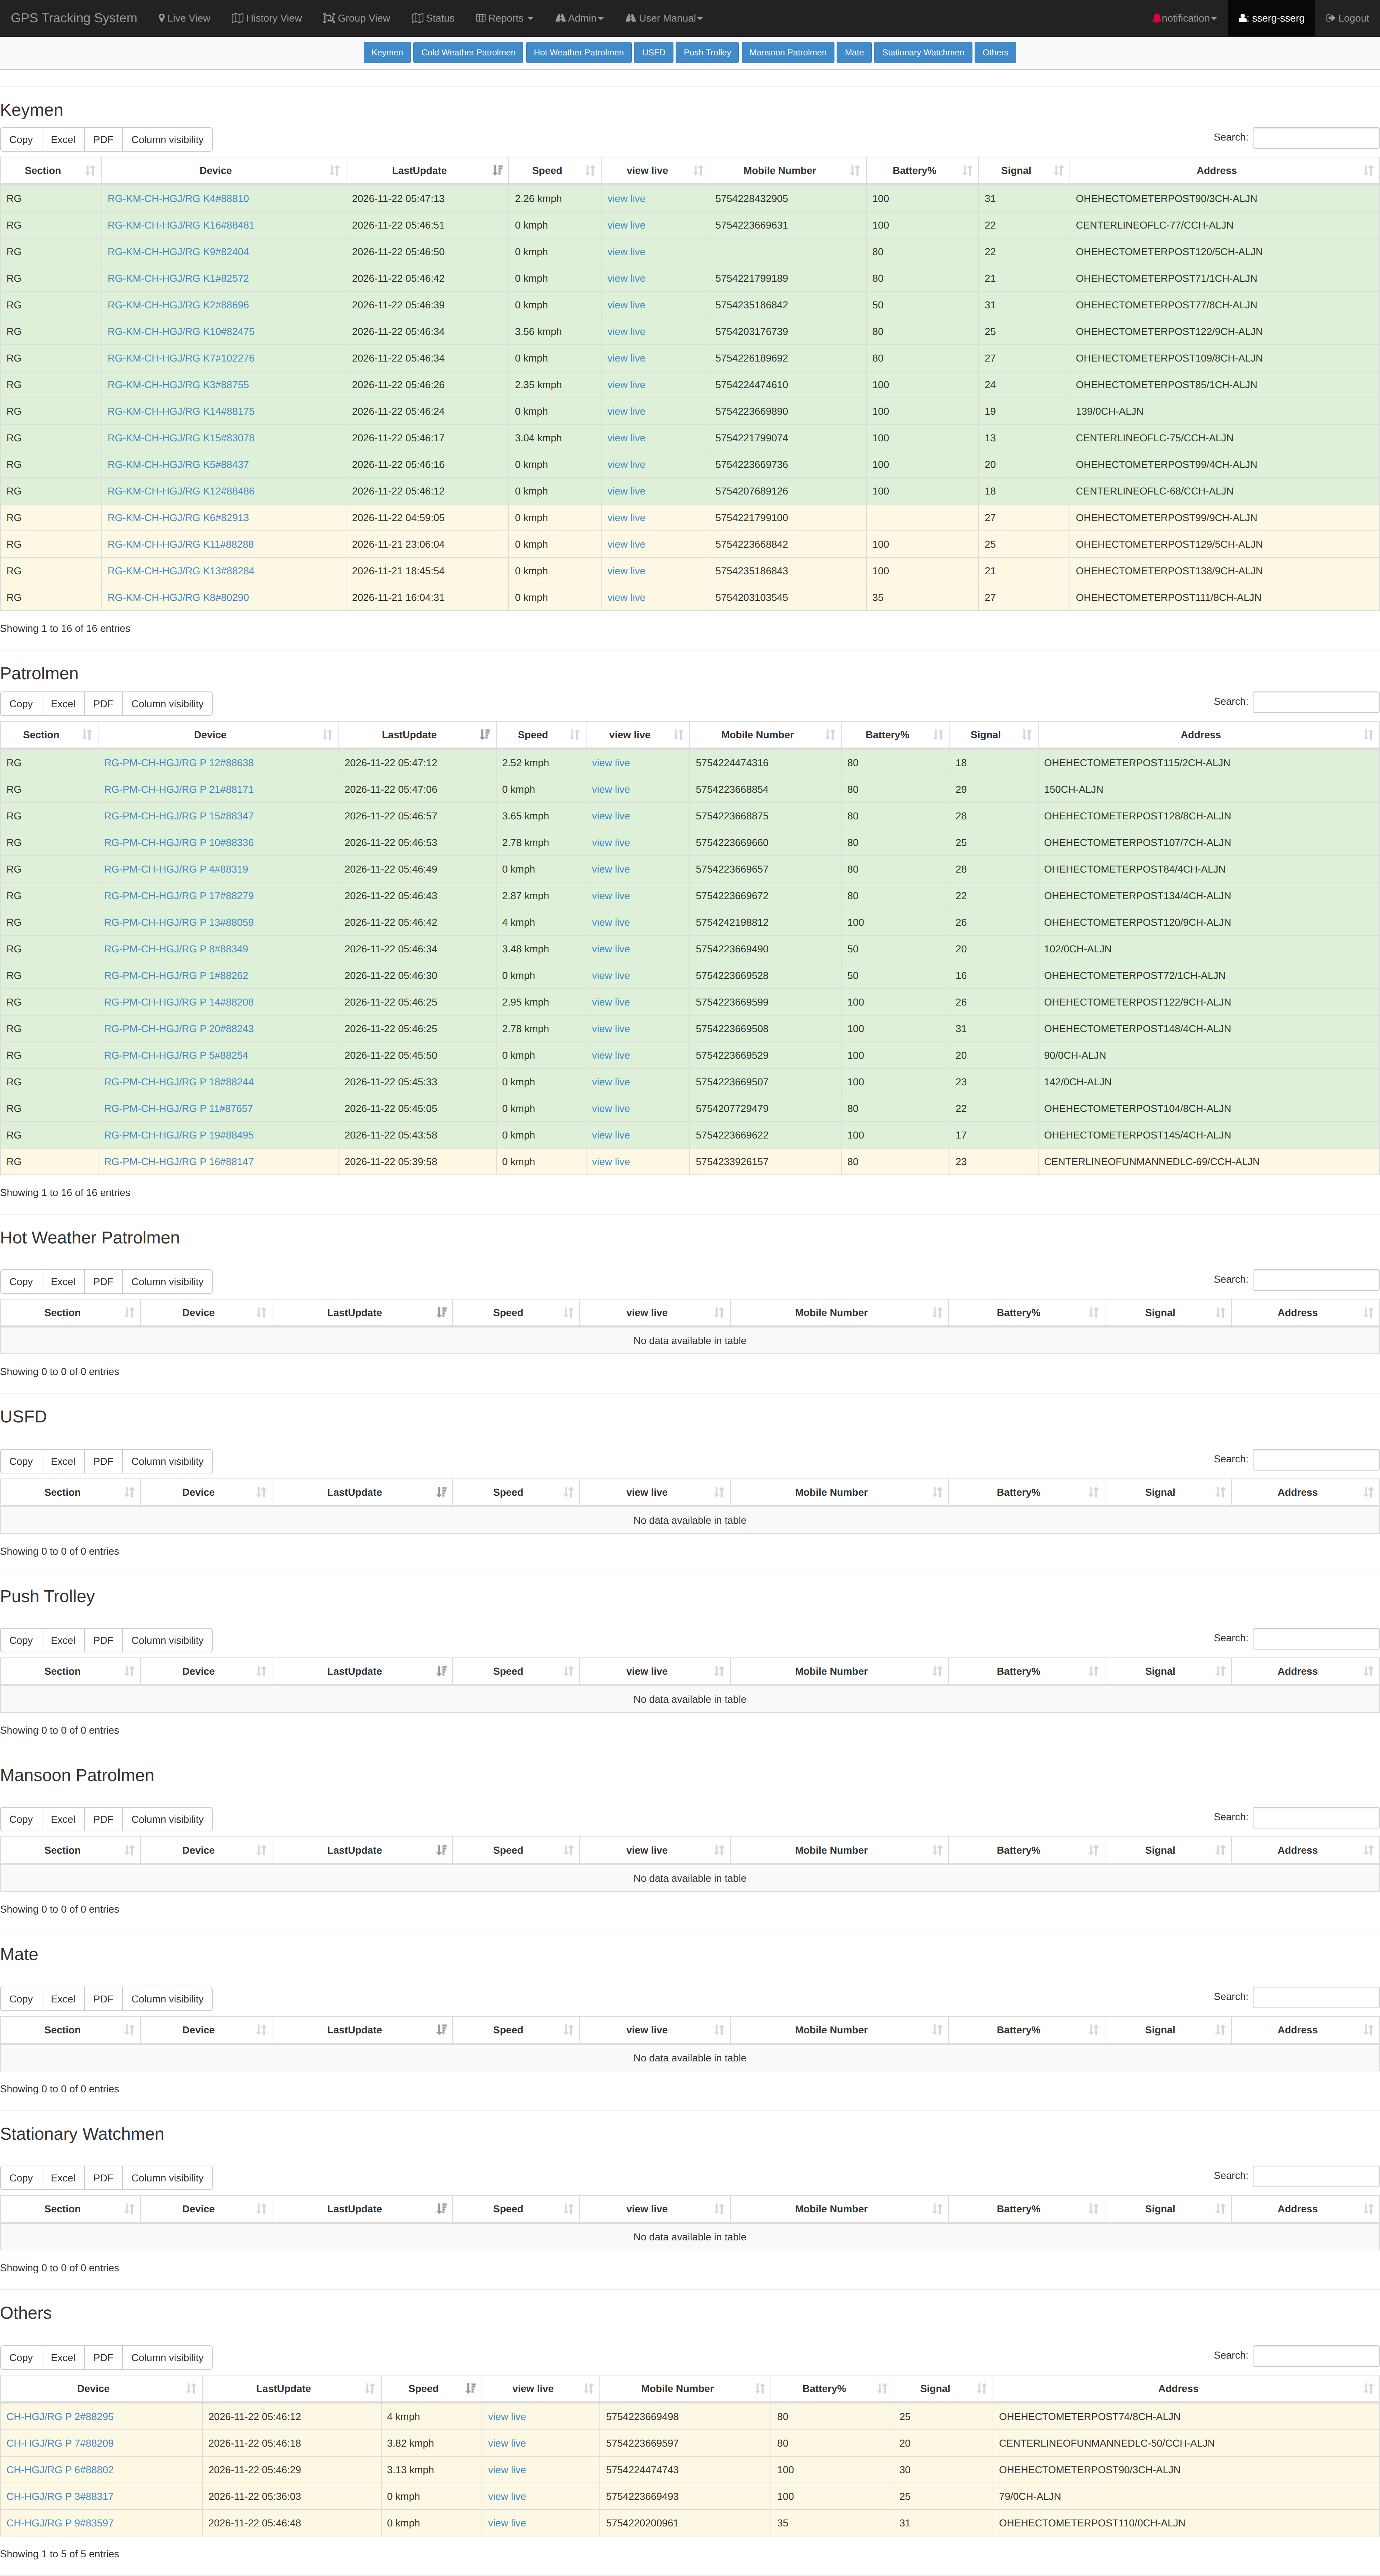 GPS Tracking System Live View History View Group View Status Reports Admin User Manual notification : sserg-sserg Logout
Keymen Cold Weather Patrolmen Hot Weather Patrolmen USFD Push Trolley Mansoon Patrolmen Mate Stationary Watchmen Others
Keymen
Copy Excel PDF Column visibility Search:
Section Device LastUpdate Speed view live Mobile Number Battery% Signal Address
RG RG-KM-CH-HGJ/RG K4#88810 2026-11-22 05:47:13 2.26 kmph view live 5754228432905 100 31 OHEHECTOMETERPOST90/3CH-ALJN
RG RG-KM-CH-HGJ/RG K16#88481 2026-11-22 05:46:51 0 kmph view live 5754223669631 100 22 CENTERLINEOFLC-77/CCH-ALJN
RG RG-KM-CH-HGJ/RG K9#82404 2026-11-22 05:46:50 0 kmph view live 80 22 OHEHECTOMETERPOST120/5CH-ALJN
RG RG-KM-CH-HGJ/RG K1#82572 2026-11-22 05:46:42 0 kmph view live 5754221799189 80 21 OHEHECTOMETERPOST71/1CH-ALJN
RG RG-KM-CH-HGJ/RG K2#88696 2026-11-22 05:46:39 0 kmph view live 5754235186842 50 31 OHEHECTOMETERPOST77/8CH-ALJN
RG RG-KM-CH-HGJ/RG K10#82475 2026-11-22 05:46:34 3.56 kmph view live 5754203176739 80 25 OHEHECTOMETERPOST122/9CH-ALJN
RG RG-KM-CH-HGJ/RG K7#102276 2026-11-22 05:46:34 0 kmph view live 5754226189692 80 27 OHEHECTOMETERPOST109/8CH-ALJN
RG RG-KM-CH-HGJ/RG K3#88755 2026-11-22 05:46:26 2.35 kmph view live 5754224474610 100 24 OHEHECTOMETERPOST85/1CH-ALJN
RG RG-KM-CH-HGJ/RG K14#88175 2026-11-22 05:46:24 0 kmph view live 5754223669890 100 19 139/0CH-ALJN
RG RG-KM-CH-HGJ/RG K15#83078 2026-11-22 05:46:17 3.04 kmph view live 5754221799074 100 13 CENTERLINEOFLC-75/CCH-ALJN
RG RG-KM-CH-HGJ/RG K5#88437 2026-11-22 05:46:16 0 kmph view live 5754223669736 100 20 OHEHECTOMETERPOST99/4CH-ALJN
RG RG-KM-CH-HGJ/RG K12#88486 2026-11-22 05:46:12 0 kmph view live 5754207689126 100 18 CENTERLINEOFLC-68/CCH-ALJN
RG RG-KM-CH-HGJ/RG K6#82913 2026-11-22 04:59:05 0 kmph view live 5754221799100 27 OHEHECTOMETERPOST99/9CH-ALJN
RG RG-KM-CH-HGJ/RG K11#88288 2026-11-21 23:06:04 0 kmph view live 5754223668842 100 25 OHEHECTOMETERPOST129/5CH-ALJN
RG RG-KM-CH-HGJ/RG K13#88284 2026-11-21 18:45:54 0 kmph view live 5754235186843 100 21 OHEHECTOMETERPOST138/9CH-ALJN
RG RG-KM-CH-HGJ/RG K8#80290 2026-11-21 16:04:31 0 kmph view live 5754203103545 35 27 OHEHECTOMETERPOST111/8CH-ALJN
Showing 1 to 16 of 16 entries
Patrolmen
Copy Excel PDF Column visibility Search:
Section Device LastUpdate Speed view live Mobile Number Battery% Signal Address
RG RG-PM-CH-HGJ/RG P 12#88638 2026-11-22 05:47:12 2.52 kmph view live 5754224474316 80 18 OHEHECTOMETERPOST115/2CH-ALJN
RG RG-PM-CH-HGJ/RG P 21#88171 2026-11-22 05:47:06 0 kmph view live 5754223668854 80 29 150CH-ALJN
RG RG-PM-CH-HGJ/RG P 15#88347 2026-11-22 05:46:57 3.65 kmph view live 5754223668875 80 28 OHEHECTOMETERPOST128/8CH-ALJN
RG RG-PM-CH-HGJ/RG P 10#88336 2026-11-22 05:46:53 2.78 kmph view live 5754223669660 80 25 OHEHECTOMETERPOST107/7CH-ALJN
RG RG-PM-CH-HGJ/RG P 4#88319 2026-11-22 05:46:49 0 kmph view live 5754223669657 80 28 OHEHECTOMETERPOST84/4CH-ALJN
RG RG-PM-CH-HGJ/RG P 17#88279 2026-11-22 05:46:43 2.87 kmph view live 5754223669672 80 22 OHEHECTOMETERPOST134/4CH-ALJN
RG RG-PM-CH-HGJ/RG P 13#88059 2026-11-22 05:46:42 4 kmph view live 5754242198812 100 26 OHEHECTOMETERPOST120/9CH-ALJN
RG RG-PM-CH-HGJ/RG P 8#88349 2026-11-22 05:46:34 3.48 kmph view live 5754223669490 50 20 102/0CH-ALJN
RG RG-PM-CH-HGJ/RG P 1#88262 2026-11-22 05:46:30 0 kmph view live 5754223669528 50 16 OHEHECTOMETERPOST72/1CH-ALJN
RG RG-PM-CH-HGJ/RG P 14#88208 2026-11-22 05:46:25 2.95 kmph view live 5754223669599 100 26 OHEHECTOMETERPOST122/9CH-ALJN
RG RG-PM-CH-HGJ/RG P 20#88243 2026-11-22 05:46:25 2.78 kmph view live 5754223669508 100 31 OHEHECTOMETERPOST148/4CH-ALJN
RG RG-PM-CH-HGJ/RG P 5#88254 2026-11-22 05:45:50 0 kmph view live 5754223669529 100 20 90/0CH-ALJN
RG RG-PM-CH-HGJ/RG P 18#88244 2026-11-22 05:45:33 0 kmph view live 5754223669507 100 23 142/0CH-ALJN
RG RG-PM-CH-HGJ/RG P 11#87657 2026-11-22 05:45:05 0 kmph view live 5754207729479 80 22 OHEHECTOMETERPOST104/8CH-ALJN
RG RG-PM-CH-HGJ/RG P 19#88495 2026-11-22 05:43:58 0 kmph view live 5754223669622 100 17 OHEHECTOMETERPOST145/4CH-ALJN
RG RG-PM-CH-HGJ/RG P 16#88147 2026-11-22 05:39:58 0 kmph view live 5754233926157 80 23 CENTERLINEOFUNMANNEDLC-69/CCH-ALJN
Showing 1 to 16 of 16 entries
Hot Weather Patrolmen
Copy Excel PDF Column visibility Search:
Section Device LastUpdate Speed view live Mobile Number Battery% Signal Address
No data available in table
Showing 0 to 0 of 0 entries
USFD
Copy Excel PDF Column visibility Search:
Section Device LastUpdate Speed view live Mobile Number Battery% Signal Address
No data available in table
Showing 0 to 0 of 0 entries
Push Trolley
Copy Excel PDF Column visibility Search:
Section Device LastUpdate Speed view live Mobile Number Battery% Signal Address
No data available in table
Showing 0 to 0 of 0 entries
Mansoon Patrolmen
Copy Excel PDF Column visibility Search:
Section Device LastUpdate Speed view live Mobile Number Battery% Signal Address
No data available in table
Showing 0 to 0 of 0 entries
Mate
Copy Excel PDF Column visibility Search:
Section Device LastUpdate Speed view live Mobile Number Battery% Signal Address
No data available in table
Showing 0 to 0 of 0 entries
Stationary Watchmen
Copy Excel PDF Column visibility Search:
Section Device LastUpdate Speed view live Mobile Number Battery% Signal Address
No data available in table
Showing 0 to 0 of 0 entries
Others
Copy Excel PDF Column visibility Search:
Device LastUpdate Speed view live Mobile Number Battery% Signal Address
CH-HGJ/RG P 2#88295 2026-11-22 05:46:12 4 kmph view live 5754223669498 80 25 OHEHECTOMETERPOST74/8CH-ALJN
CH-HGJ/RG P 7#88209 2026-11-22 05:46:18 3.82 kmph view live 5754223669597 80 20 CENTERLINEOFUNMANNEDLC-50/CCH-ALJN
CH-HGJ/RG P 6#88802 2026-11-22 05:46:29 3.13 kmph view live 5754224474743 100 30 OHEHECTOMETERPOST90/3CH-ALJN
CH-HGJ/RG P 3#88317 2026-11-22 05:36:03 0 kmph view live 5754223669493 100 25 79/0CH-ALJN
CH-HGJ/RG P 9#83597 2026-11-22 05:46:48 0 kmph view live 5754220200961 35 31 OHEHECTOMETERPOST110/0CH-ALJN
Showing 1 to 5 of 5 entries